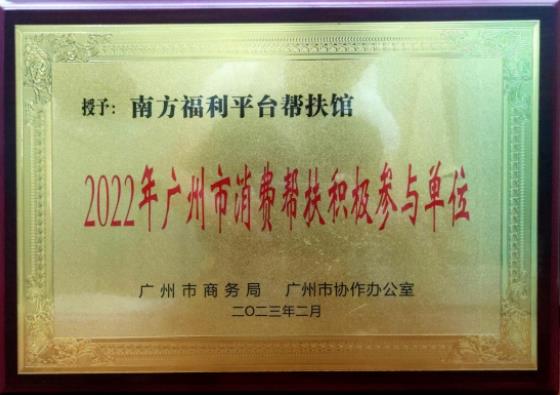 授予：南方福利平台帮扶馆
2022年广州市消费帮扶积极参与单位
广州市商务局 广州市协作办公室
二〇二三年二月